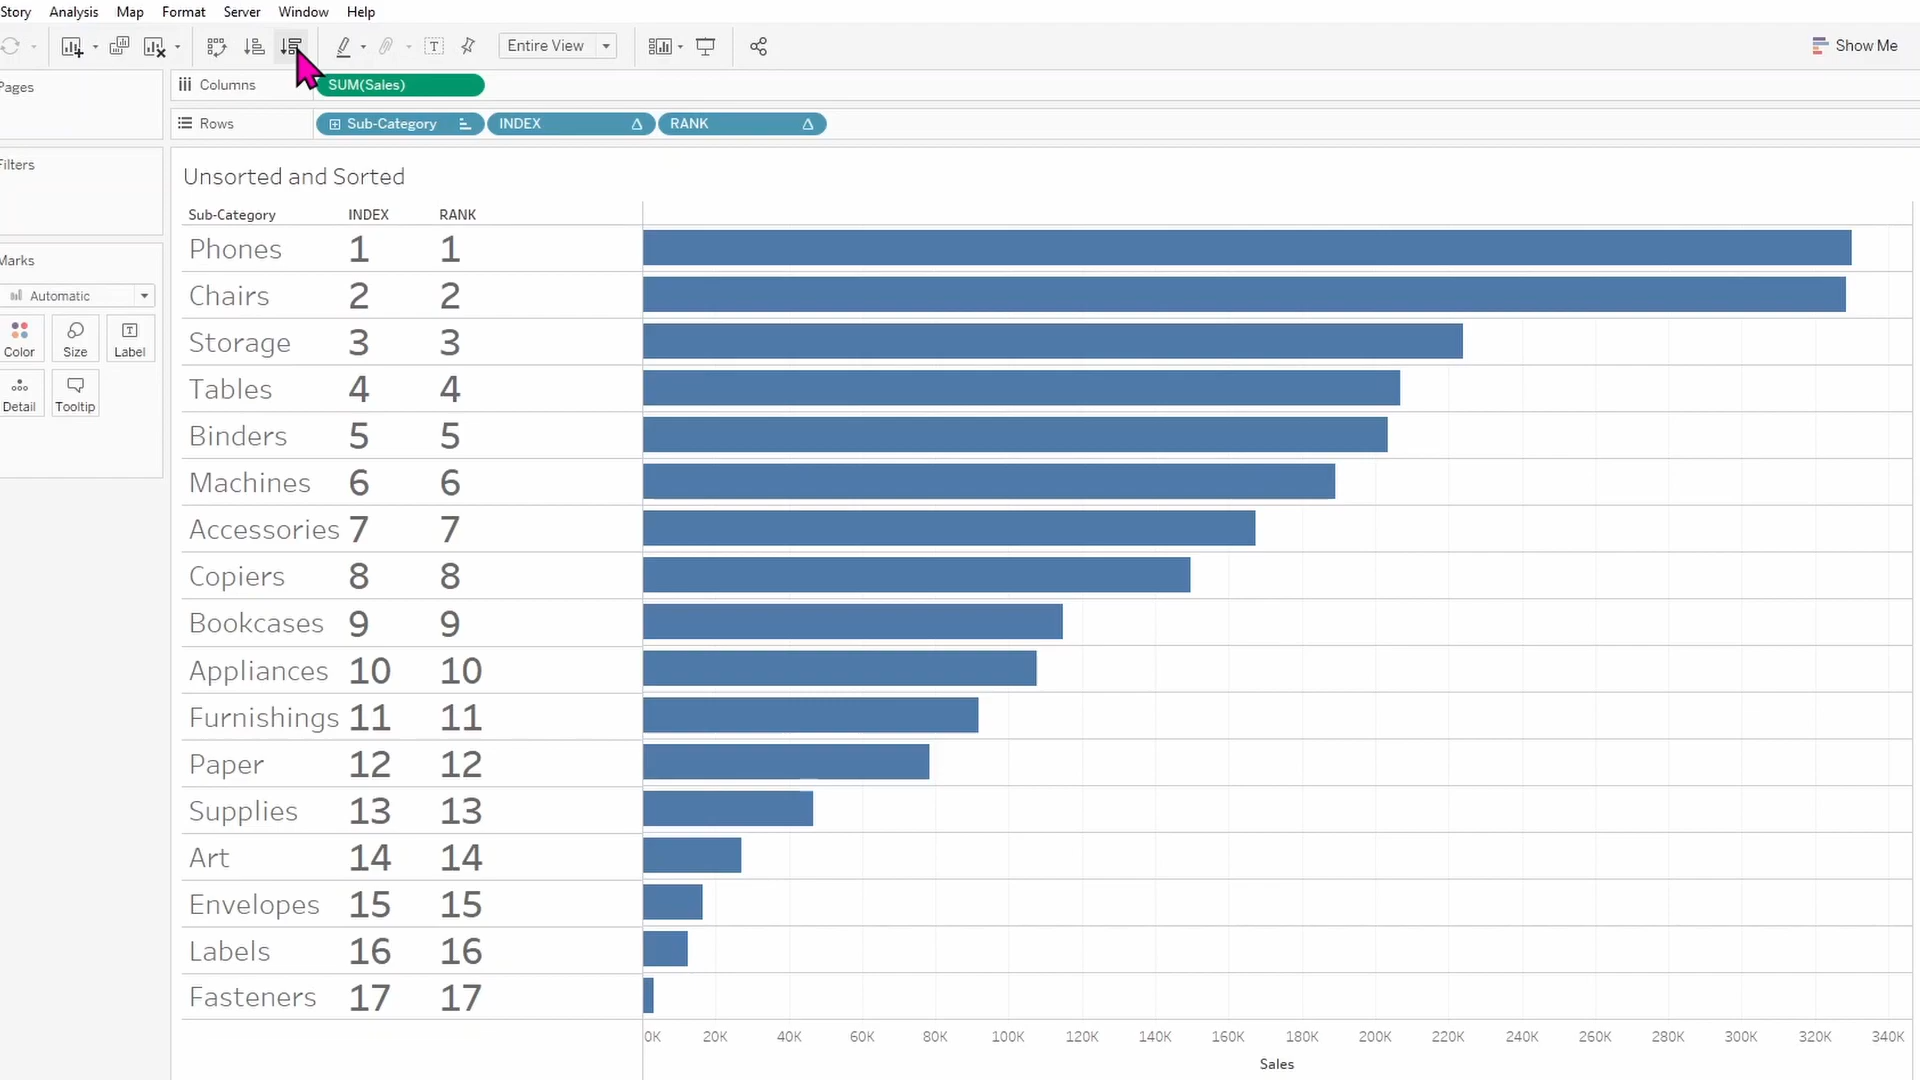 Story Analysis Map Format Server Window Help
Entire View
Show Me
Pages
Columns SUM(Sales)
Rows Sub-Category INDEX RANK
Filters
Marks
Automatic
Color Size Label
Detail Tooltip
Unsorted and Sorted
Sub-Category INDEX RANK
Phones 1 1
Chairs 2 2
Storage 3 3
Tables 4 4
Binders 5 5
Machines 6 6
Accessories 7 7
Copiers 8 8
Bookcases 9 9
Appliances 10 10
Furnishings 11 11
Paper 12 12
Supplies 13 13
Art 14 14
Envelopes 15 15
Labels 16 16
Fasteners 17 17
0K 20K 40K 60K 80K 100K 120K 140K 160K 180K 200K 220K 240K 260K 280K 300K 320K 340K
Sales